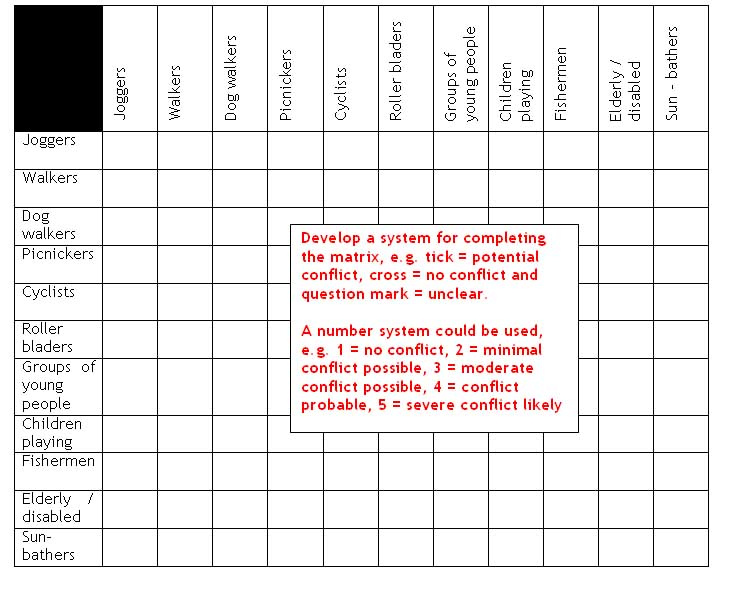 Joggers
Walkers
Dog walkers
Picnickers
Cyclists
Roller bladers
Groups of
young people
Children
playing
Fishermen
Elderly /
disabled
Sun - bathers
Joggers
Walkers
Dog
walkers
Picnickers
Cyclists
Roller
bladers
Groups of
young
people
Children
playing
Fishermen
Elderly /
disabled
Sun-
bathers
Develop a system for completing
the matrix, e.g. tick = potential
conflict, cross = no conflict and
question mark = unclear.
A number system could be used,
e.g. 1 = no conflict, 2 = minimal
conflict possible, 3 = moderate
conflict possible, 4 = conflict
probable, 5 = severe conflict likely